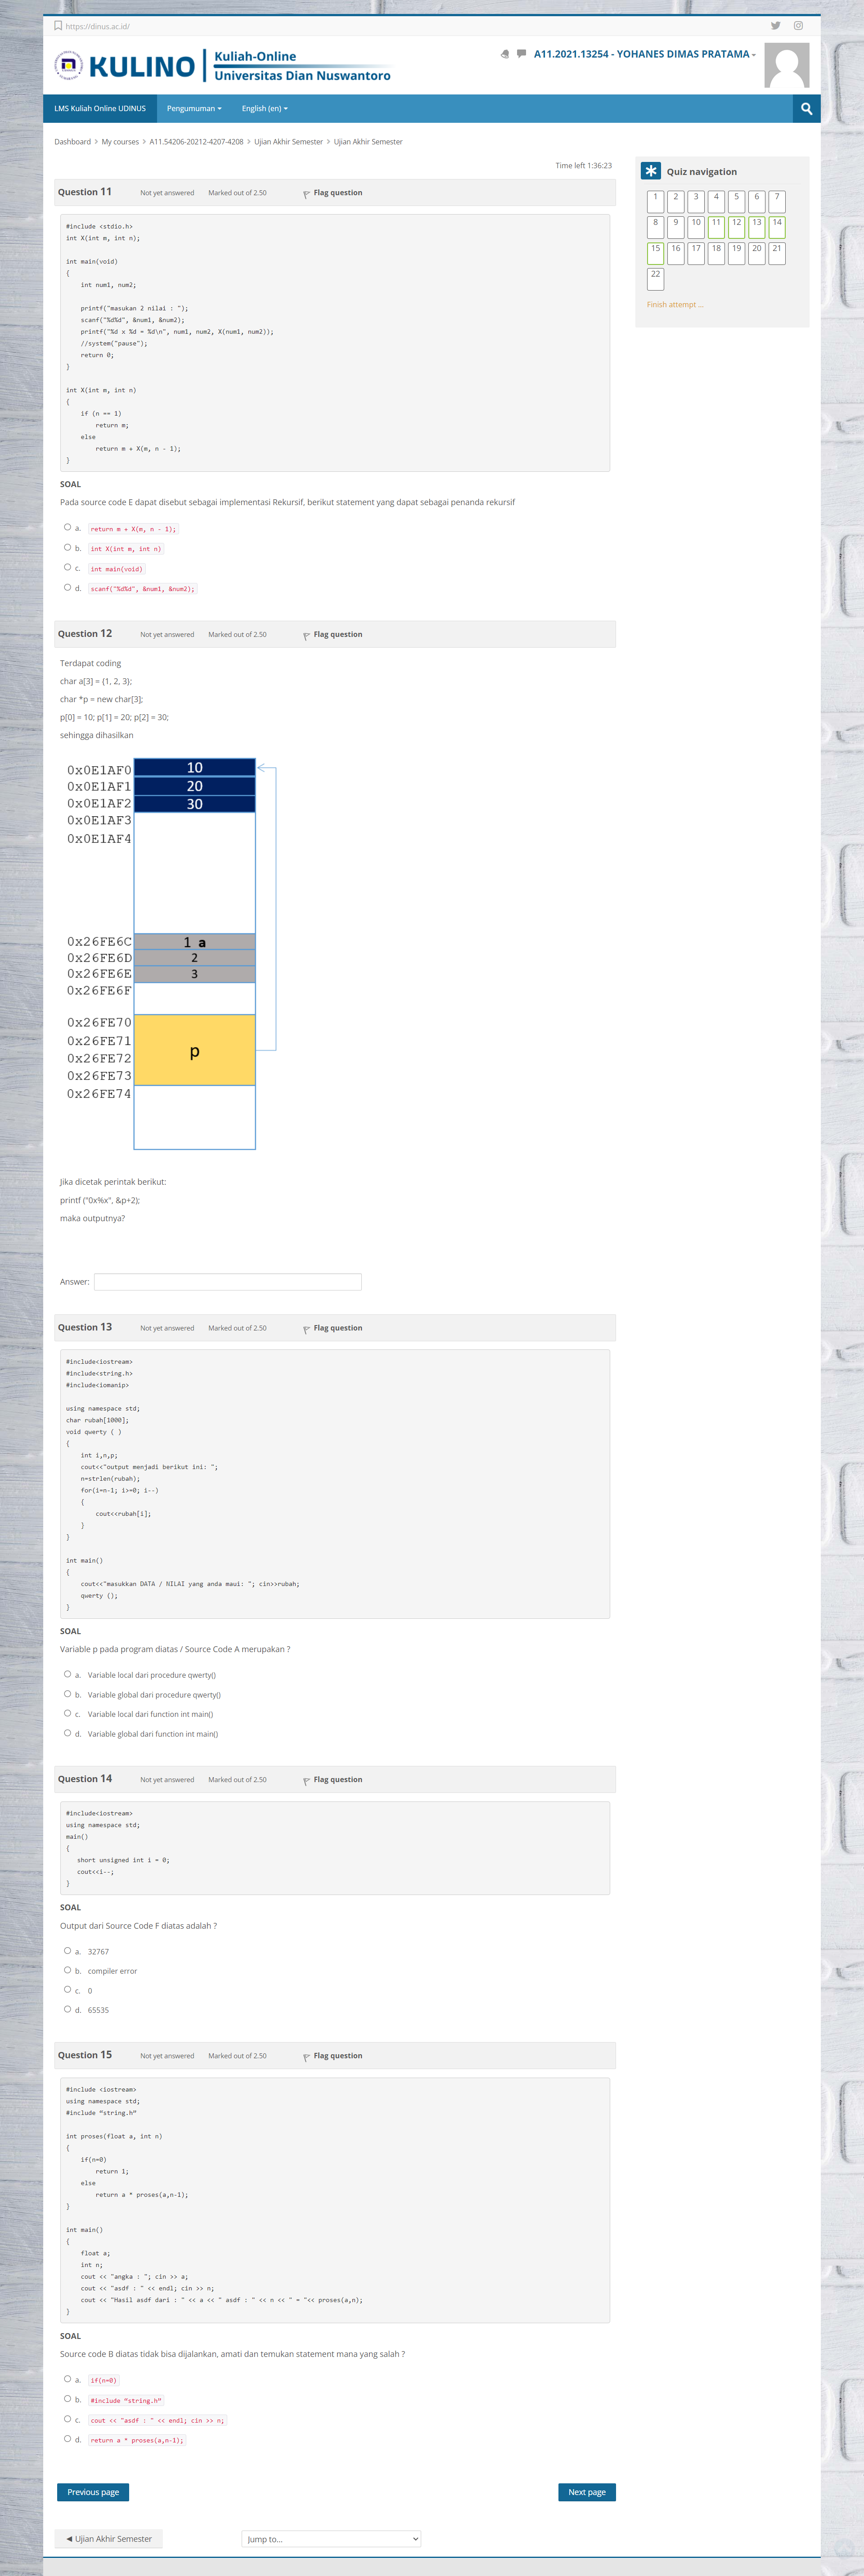 https://dinus.ac.id/
KULINO
Kuliah-Online
Universitas Dian Nuswantoro
A11.2021.13254 - YOHANES DIMAS PRATAMA
LMS Kuliah Online UDINUS Pengumuman English (en)
Dashboard > My courses > A11.54206-20212-4207-4208 > Ujian Akhir Semester > Ujian Akhir Semester
Time left 1:36:23
Quiz navigation
1 2 3 4 5 6 7
8 9 10 11 12 13 14
15 16 17 18 19 20 21
22
Finish attempt ...
Question 11 Not yet answered Marked out of 2.50 Flag question
#include <stdio.h>
int X(int m, int n);
int main(void)
{
int num1, num2;
printf("masukan 2 nilai : ");
scanf("%d%d", &num1, &num2);
printf("%d x %d = %d\n", num1, num2, X(num1, num2));
//system("pause");
return 0;
}
int X(int m, int n)
{
if (n == 1)
return m;
else
return m + X(m, n - 1);
}
SOAL
Pada source code E dapat disebut sebagai implementasi Rekursif, berikut statement yang dapat sebagai penanda rekursif
a. return m + X(m, n - 1);
b. int X(int m, int n)
c. int main(void)
d. scanf("%d%d", &num1, &num2);
Question 12 Not yet answered Marked out of 2.50 Flag question
Terdapat coding
char a[3] = {1, 2, 3};
char *p = new char[3];
p[0] = 10; p[1] = 20; p[2] = 30;
sehingga dihasilkan
0x0E1AF0 10
0x0E1AF1 20
0x0E1AF2 30
0x0E1AF3
0x0E1AF4
0x26FE6C 1 a
0x26FE6D 2
0x26FE6E 3
0x26FE6F
0x26FE70
0x26FE71
p
0x26FE72
0x26FE73
0x26FE74
Jika dicetak perintak berikut:
printf ("0x%x", &p+2);
maka outputnya?
Answer:
Question 13 Not yet answered Marked out of 2.50 Flag question
#include<iostream>
#include<string.h>
#include<iomanip>
using namespace std;
char rubah[1000];
void qwerty ( )
{
int i,n,p;
cout<<"output menjadi berikut ini: ";
n=strlen(rubah);
for(i=n-1; i>=0; i--)
{
cout<<rubah[i];
}
}
int main()
{
cout<<"masukkan DATA / NILAI yang anda maui: "; cin>>rubah;
qwerty ();
}
SOAL
Variable p pada program diatas / Source Code A merupakan ?
a. Variable local dari procedure qwerty()
b. Variable global dari procedure qwerty()
c. Variable local dari function int main()
d. Variable global dari function int main()
Question 14 Not yet answered Marked out of 2.50 Flag question
#include<iostream>
using namespace std;
main()
{
short unsigned int i = 0;
cout<<i--;
}
SOAL
Output dari Source Code F diatas adalah ?
a. 32767
b. compiler error
c. 0
d. 65535
Question 15 Not yet answered Marked out of 2.50 Flag question
#include <iostream>
using namespace std;
#include “string.h”
int proses(float a, int n)
{
if(n=0)
return 1;
else
return a * proses(a,n-1);
}
int main()
{
float a;
int n;
cout << "angka : "; cin >> a;
cout << "asdf : " << endl; cin >> n;
cout << "Hasil asdf dari : " << a << " asdf : " << n << " = "<< proses(a,n);
}
SOAL
Source code B diatas tidak bisa dijalankan, amati dan temukan statement mana yang salah ?
a. if(n=0)
b. #include “string.h”
c. cout << "asdf : " << endl; cin >> n;
d. return a * proses(a,n-1);
Previous page Next page
◀ Ujian Akhir Semester Jump to...